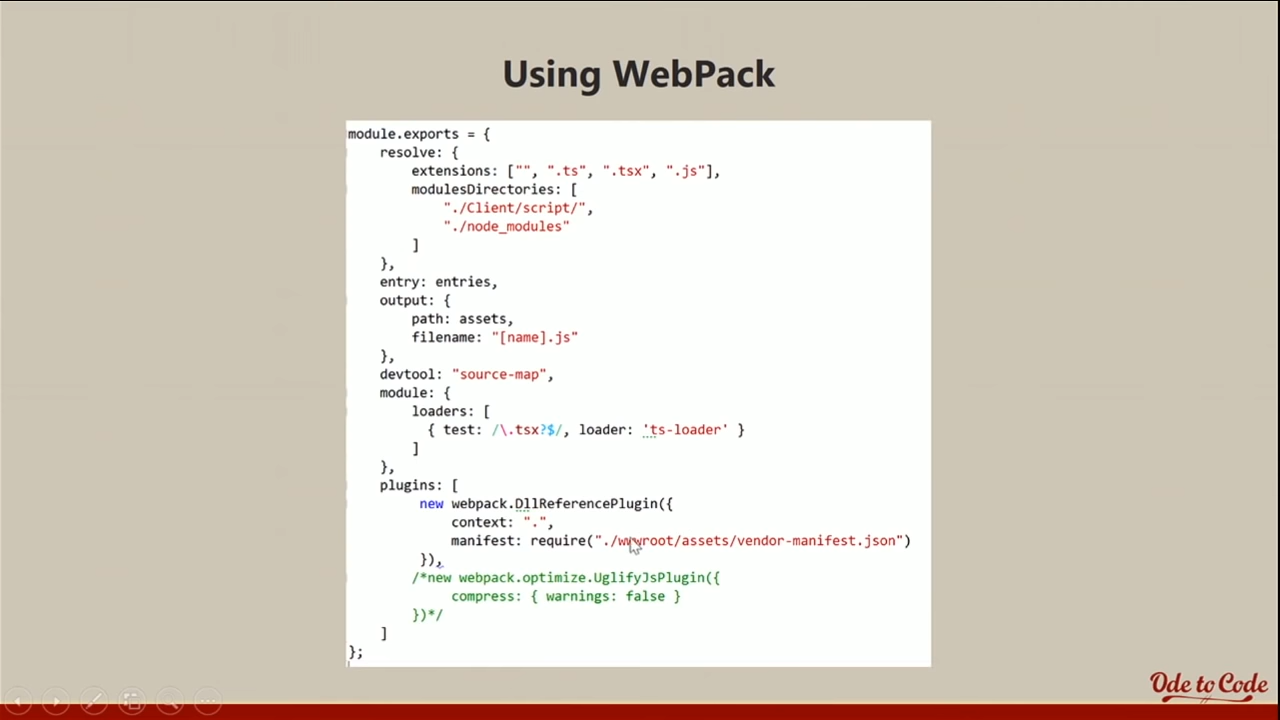 Using WebPack
module.exports = {
resolve: {
extensions: ["", ".ts", ".tsx", ".js"],
modulesDirectories: [
"./Client/script/",
"./node_modules"
]
},
entry: entries,
output: {
path: assets,
filename: "[name].js"
},
devtool: "source-map",
module: {
loaders: [
{ test: /\.tsx?$/, loader: 'ts-loader' }
]
},
plugins: [
new webpack.DllReferencePlugin({
context: ".",
manifest: require("./wwwroot/assets/vendor-manifest.json")
}),
/*new webpack.optimize.UglifyJsPlugin({
compress: { warnings: false }
})*/
]
};
Ode to Code